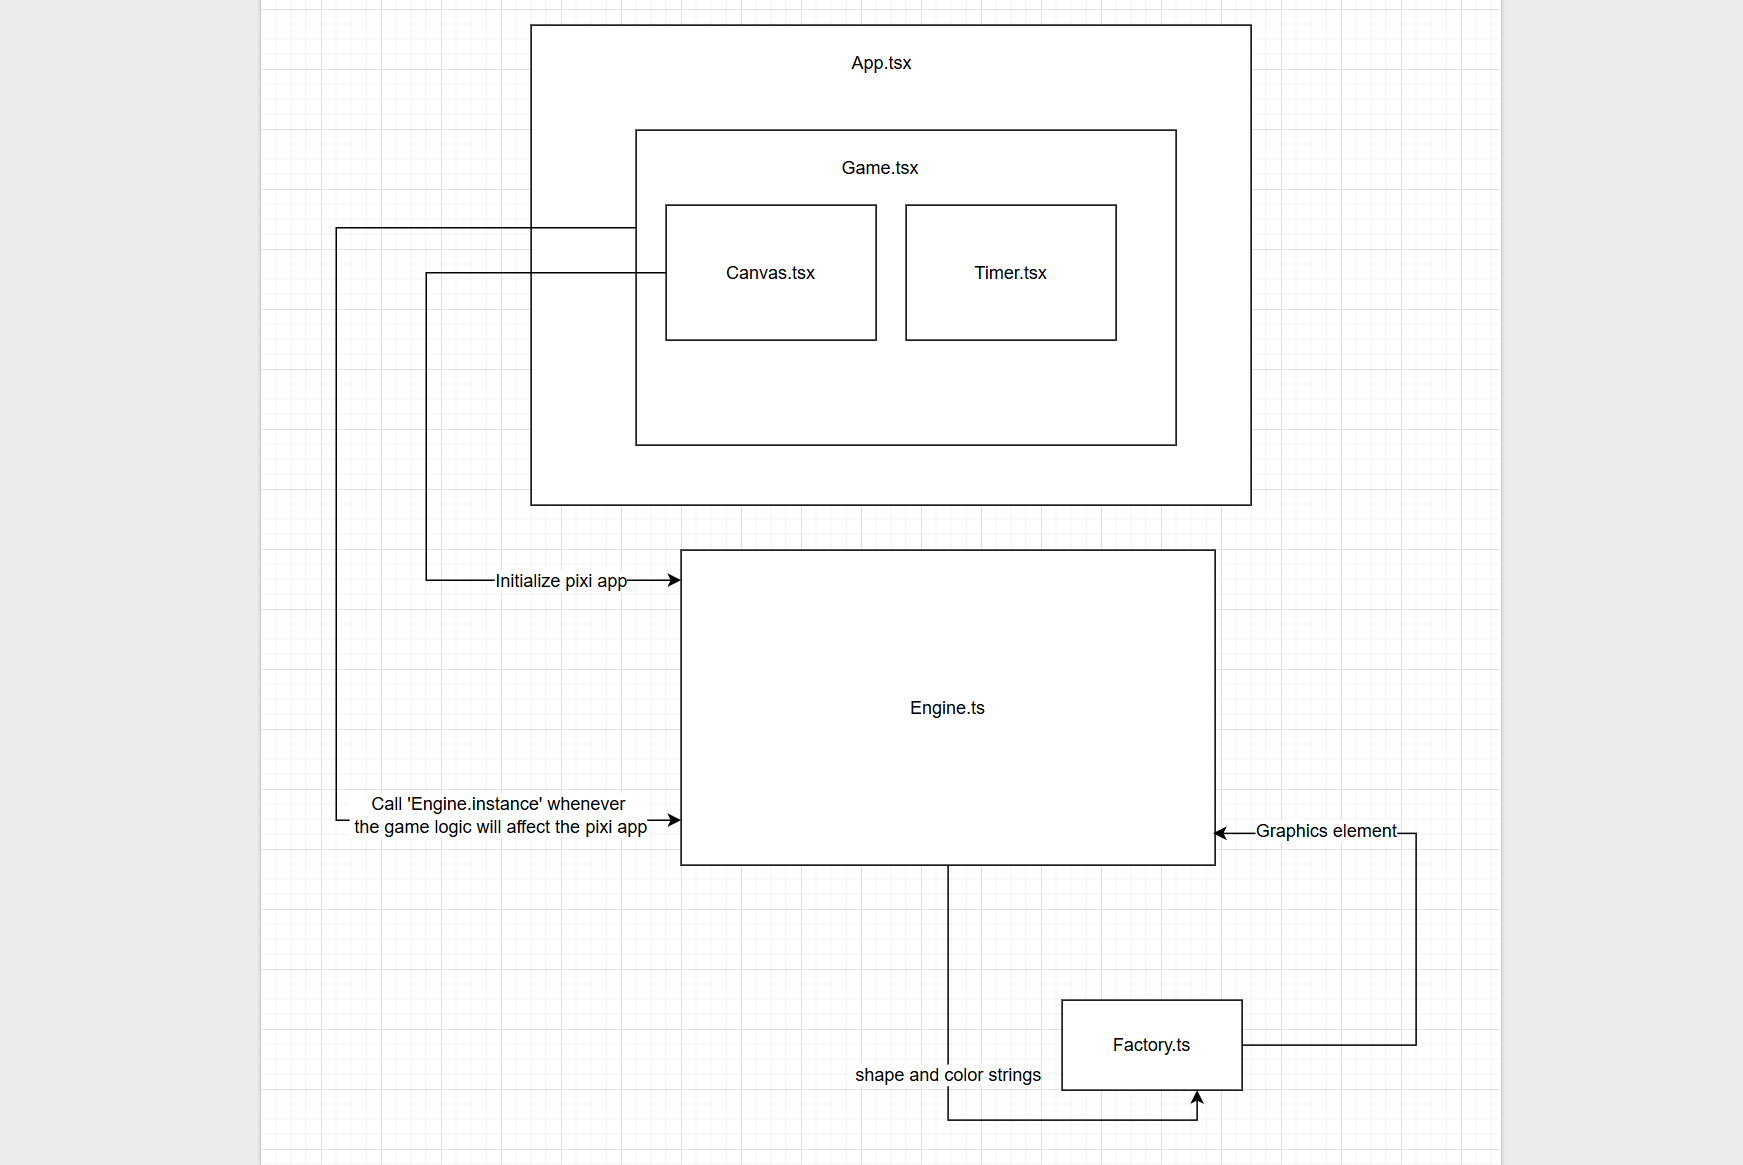 App.tsx
Game.tsx
Canvas.tsx
Timer.tsx
Initialize pixi app
Engine.ts
Call 'Engine.instance' whenever
the game logic will affect the pixi app
Graphics element
Factory.ts
shape and color strings